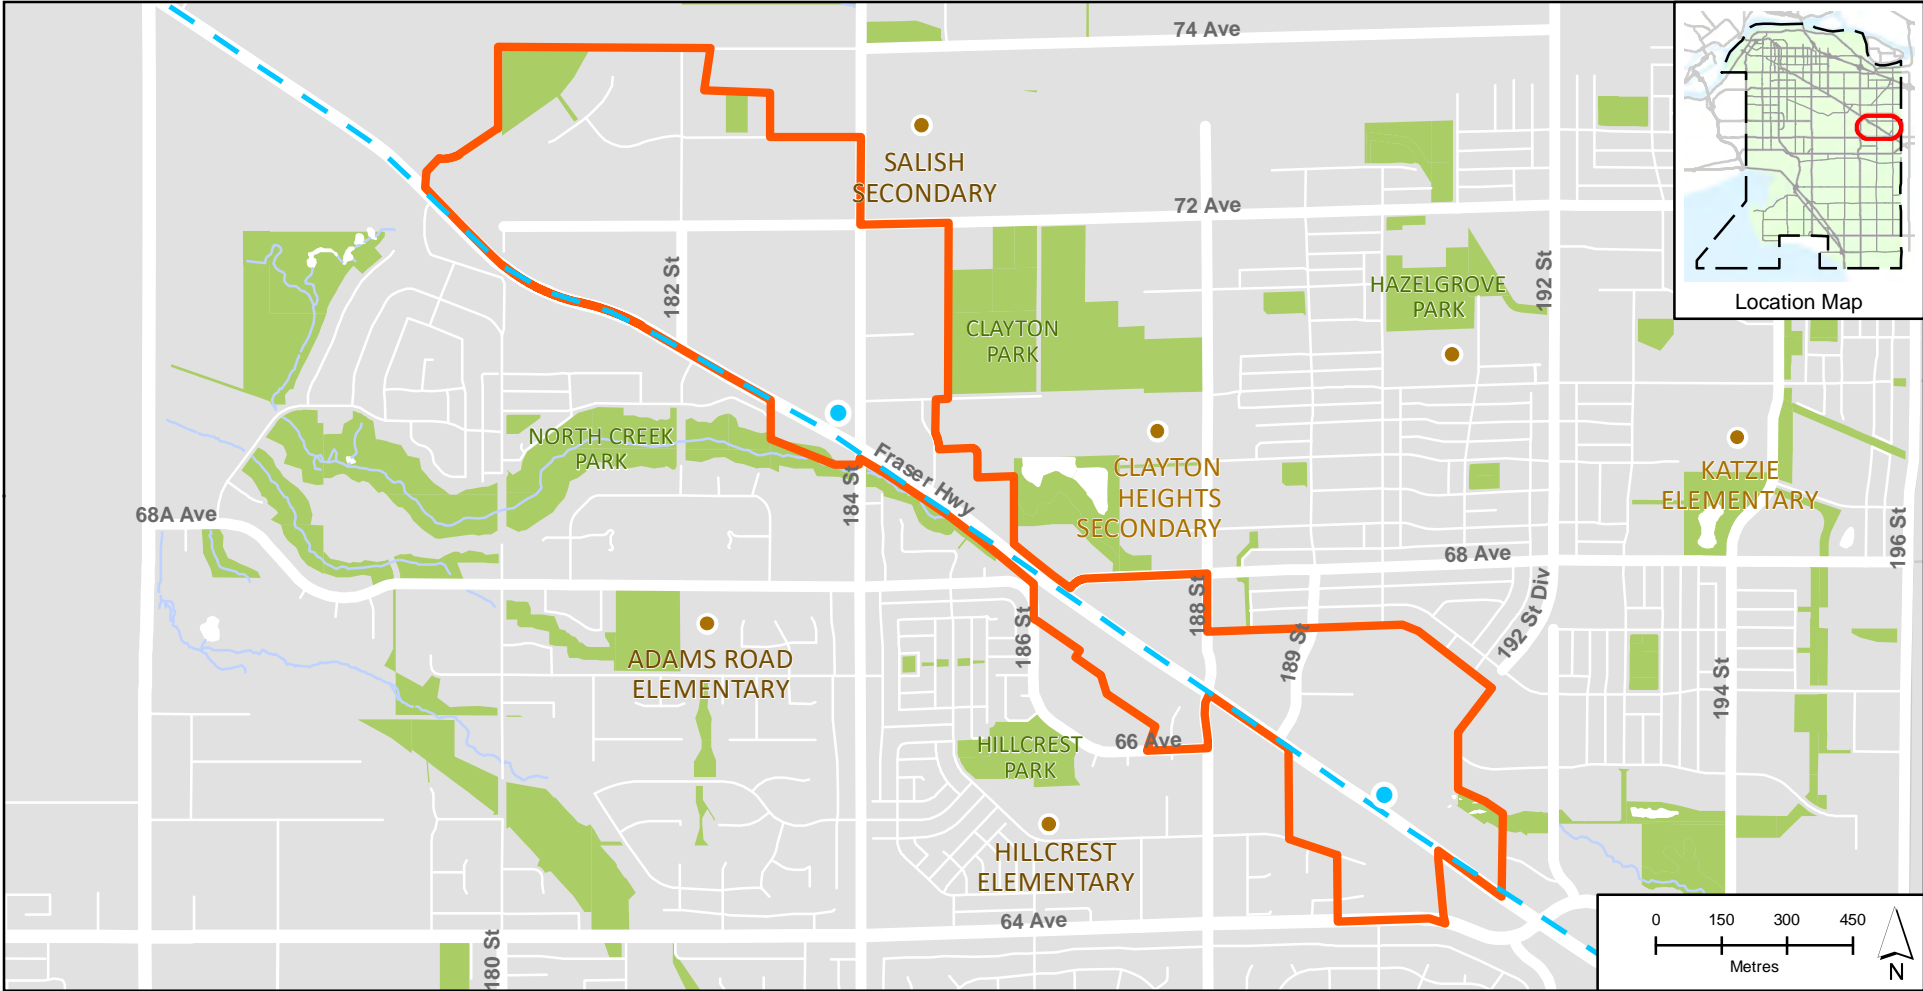 74 Ave
Location Map
SALISH
SECONDARY
72 Ave
182 St
192 St
HAZELGROVE
PARK
CLAYTON
PARK
NORTH CREEK
PARK
Fraser Hwy
184 St
CLAYTON
HEIGHTS
SECONDARY
KATZIE
ELEMENTARY
68A Ave
196 St
68 Ave
188 St
192 St Div
186 St
189 St
194 St
ADAMS ROAD
ELEMENTARY
HILLCREST
PARK
66 Ave
HILLCREST
ELEMENTARY
64 Ave
180 St
0 150 300 450
Metres
N